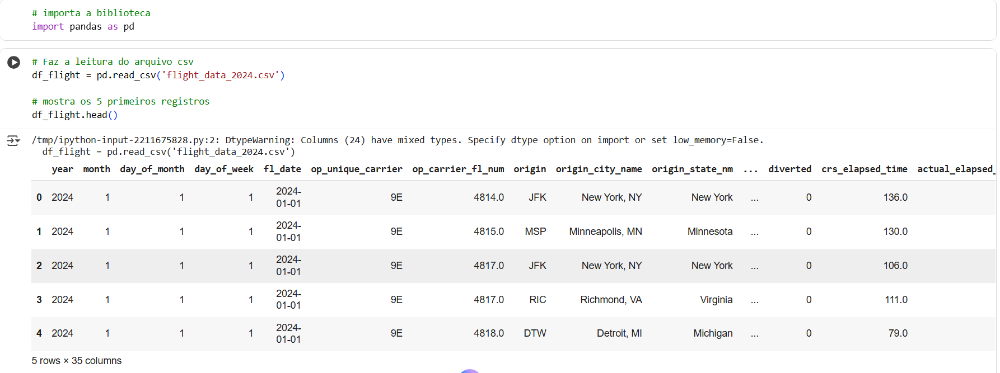 # importa a biblioteca
import pandas as pd
# Faz a leitura do arquivo csv
df_flight = pd.read_csv('flight_data_2024.csv')
# mostra os 5 primeiros registros
df_flight.head()
/tmp/ipython-input-2211675828.py:2: DtypeWarning: Columns (24) have mixed types. Specify dtype option on import or set low_memory=False.
df_flight = pd.read_csv('flight_data_2024.csv')
year month day_of_month day_of_week fl_date op_unique_carrier op_carrier_fl_num origin origin_city_name origin_state_nm ... diverted crs_elapsed_time actual_elapsed_
0 2024 1 1 1 2024-01-01 9E 4814.0 JFK New York, NY New York ... 0 136.0
1 2024 1 1 1 2024-01-01 9E 4815.0 MSP Minneapolis, MN Minnesota ... 0 130.0
2 2024 1 1 1 2024-01-01 9E 4817.0 JFK New York, NY New York ... 0 106.0
3 2024 1 1 1 2024-01-01 9E 4817.0 RIC Richmond, VA Virginia ... 0 111.0
4 2024 1 1 1 2024-01-01 9E 4818.0 DTW Detroit, MI Michigan ... 0 79.0
5 rows × 35 columns